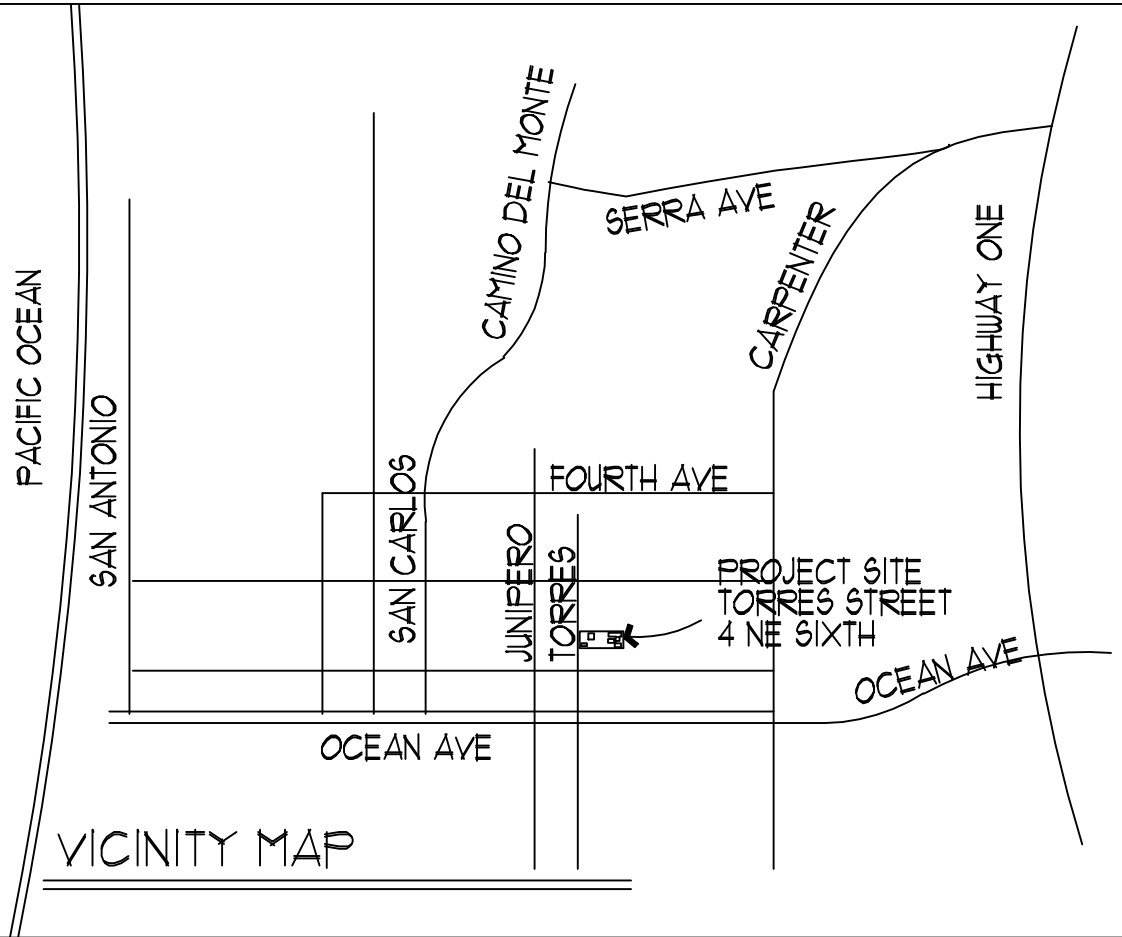 CAMINO DEL MONTE
SERRA AVE
CARPENTER
HIGHWAY ONE
PACIFIC OCEAN
SAN ANTONIO
SAN CARLOS
FOURTH AVE
JUNIPERO
TORRES
PROJECT SITE
TORRES STREET
4 NE SIXTH
OCEAN AVE
OCEAN AVE
VICINITY MAP